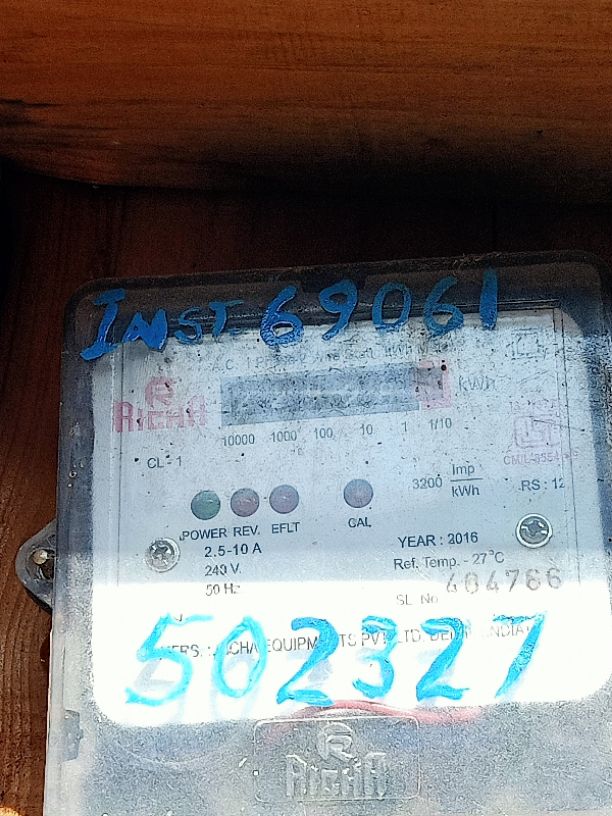 INST. 69061
kWh
RICHA
10000 1000 100 10 1 1/10
CL - 1
3200 Imp/kWh
RS : 12
POWER REV. EFLT CAL
2.5-10 A
YEAR : 2016
240 V.
Ref. Temp. - 27°C
50 Hz
SL. No. 404766
EQUIPMENTS PVT. LTD. DELHI INDIA
502327
RICHA